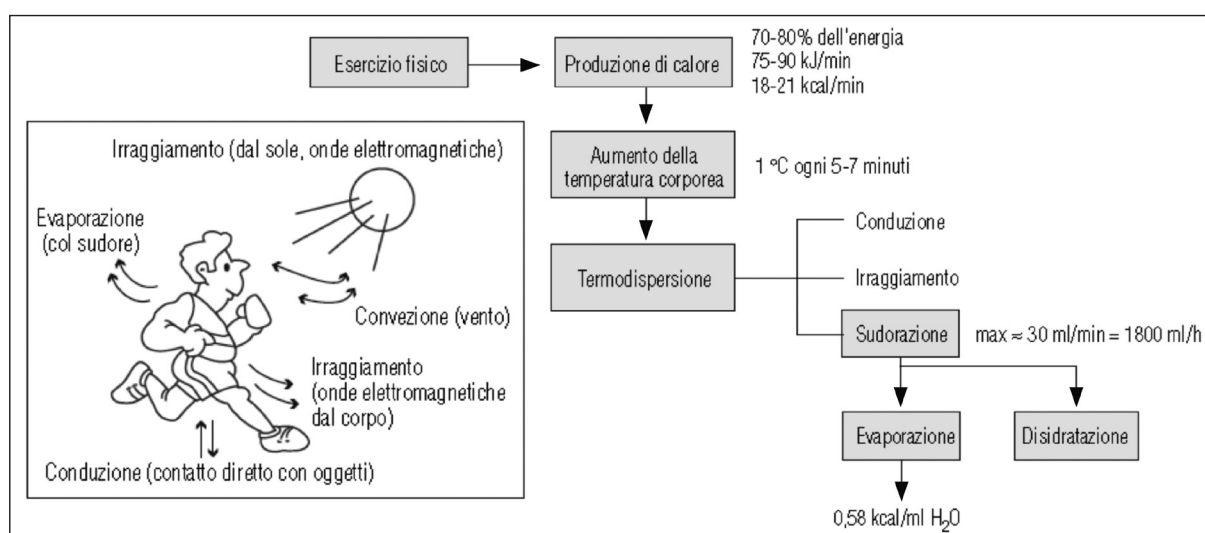 Esercizio fisico
Produzione di calore
70-80% dell'energia
75-90 kJ/min
18-21 kcal/min
Aumento della
temperatura corporea
1 °C ogni 5-7 minuti
Termodispersione
Conduzione
Irraggiamento
Sudorazione
max ≈ 30 ml/min = 1800 ml/h
Evaporazione
Disidratazione
0,58 kcal/ml H₂O
Irraggiamento (dal sole, onde elettromagnetiche)
Evaporazione
(col sudore)
Convezione (vento)
Irraggiamento
(onde elettromagnetiche
dal corpo)
Conduzione (contatto diretto con oggetti)